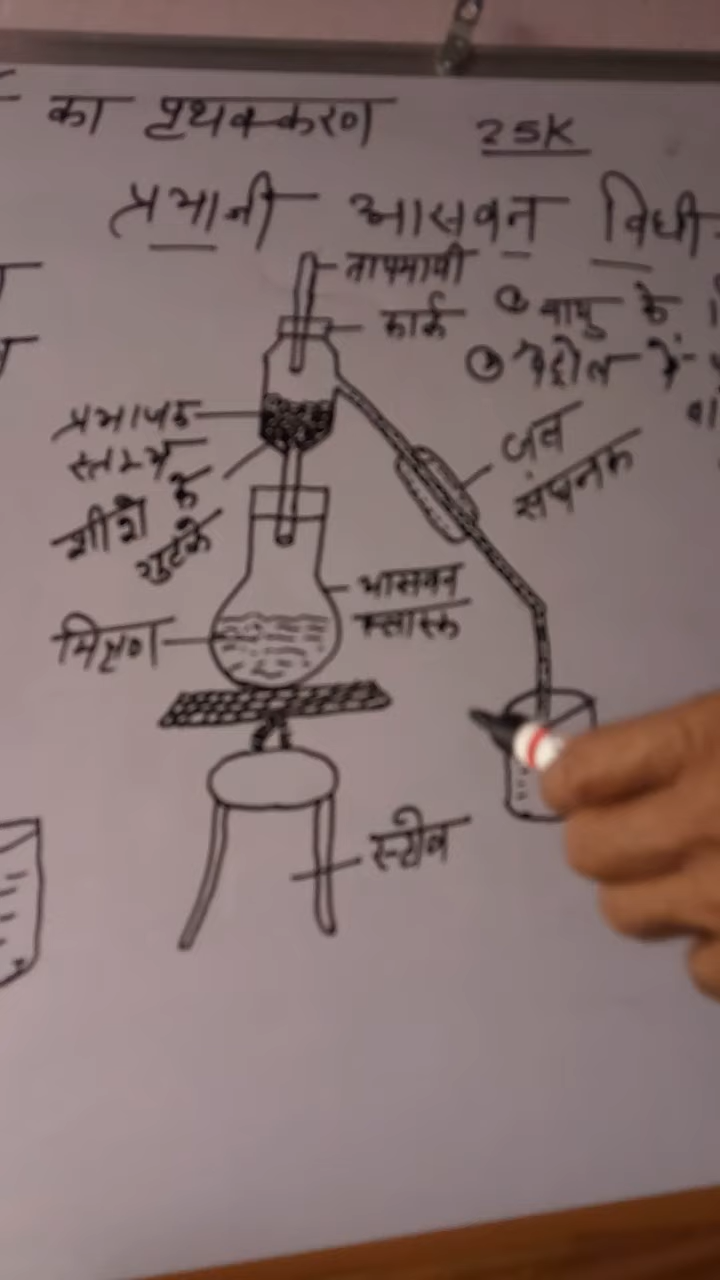 का पृथक्करण
25K
प्रभाजी आसवन विधी
तापमापी
कार्क
① वायु के
② पेट्रोल के
प्रभाजक
स्तम्भ
शीशे के
गुटके
जल
संघनक
आसवन
फ्लास्क
मिश्रण
स्टोव